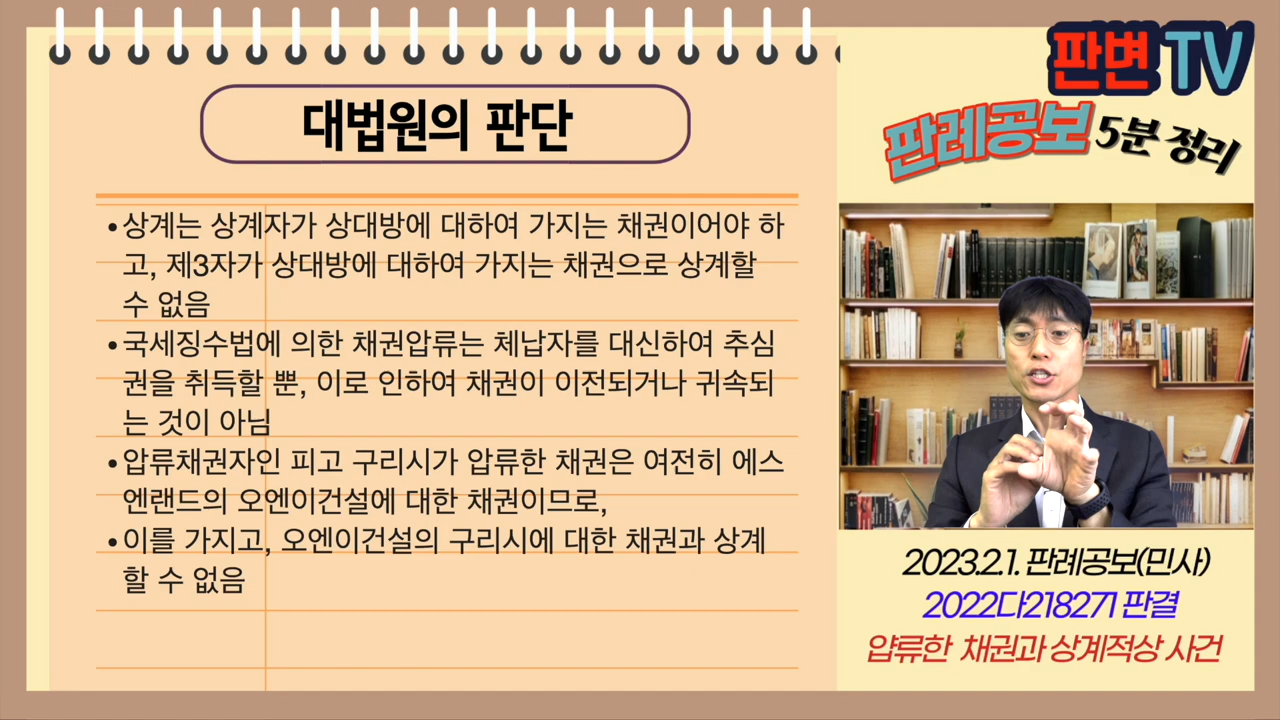 대법원의 판단
•상계는 상계자가 상대방에 대하여 가지는 채권이어야 하
고, 제3자가 상대방에 대하여 가지는 채권으로 상계할
수 없음
•국세징수법에 의한 채권압류는 체납자를 대신하여 추심
권을 취득할 뿐, 이로 인하여 채권이 이전되거나 귀속되
는 것이 아님
•압류채권자인 피고 구리시가 압류한 채권은 여전히 에스
엔랜드의 오엔이건설에 대한 채권이므로,
•이를 가지고, 오엔이건설의 구리시에 대한 채권과 상계
할 수 없음
판변 TV
판례공보 5분 정리
2023.2.1. 판례공보(민사)
2022다218271 판결
얍류한 채권과 상계적상 사건